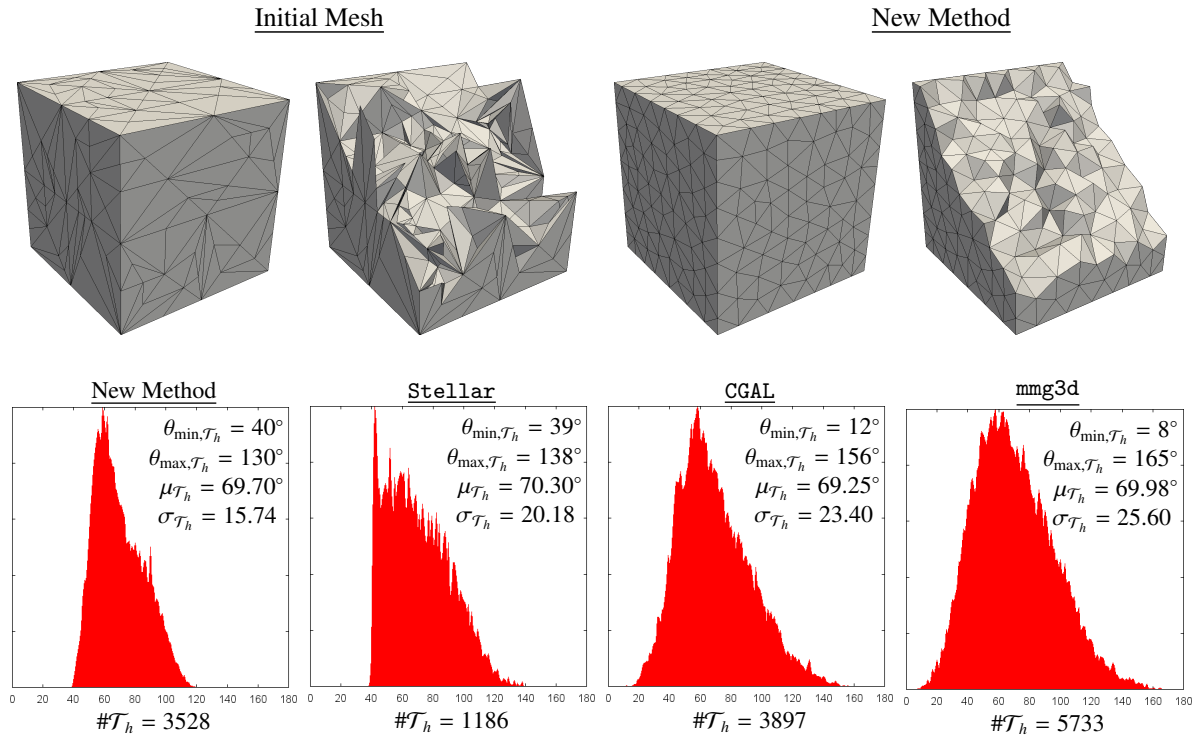 Initial Mesh
New Method
New Method
θmin,𝒯h = 40°
θmax,𝒯h = 130°
μ𝒯h = 69.70°
σ𝒯h = 15.74
0 20 40 60 80 100 120 140 160 180
#𝒯h = 3528
Stellar
θmin,𝒯h = 39°
θmax,𝒯h = 138°
μ𝒯h = 70.30°
σ𝒯h = 20.18
0 20 40 60 80 100 120 140 160 180
#𝒯h = 1186
CGAL
θmin,𝒯h = 12°
θmax,𝒯h = 156°
μ𝒯h = 69.25°
σ𝒯h = 23.40
0 20 40 60 80 100 120 140 160 180
#𝒯h = 3897
mmg3d
θmin,𝒯h = 8°
θmax,𝒯h = 165°
μ𝒯h = 69.98°
σ𝒯h = 25.60
0 20 40 60 80 100 120 140 160 180
#𝒯h = 5733